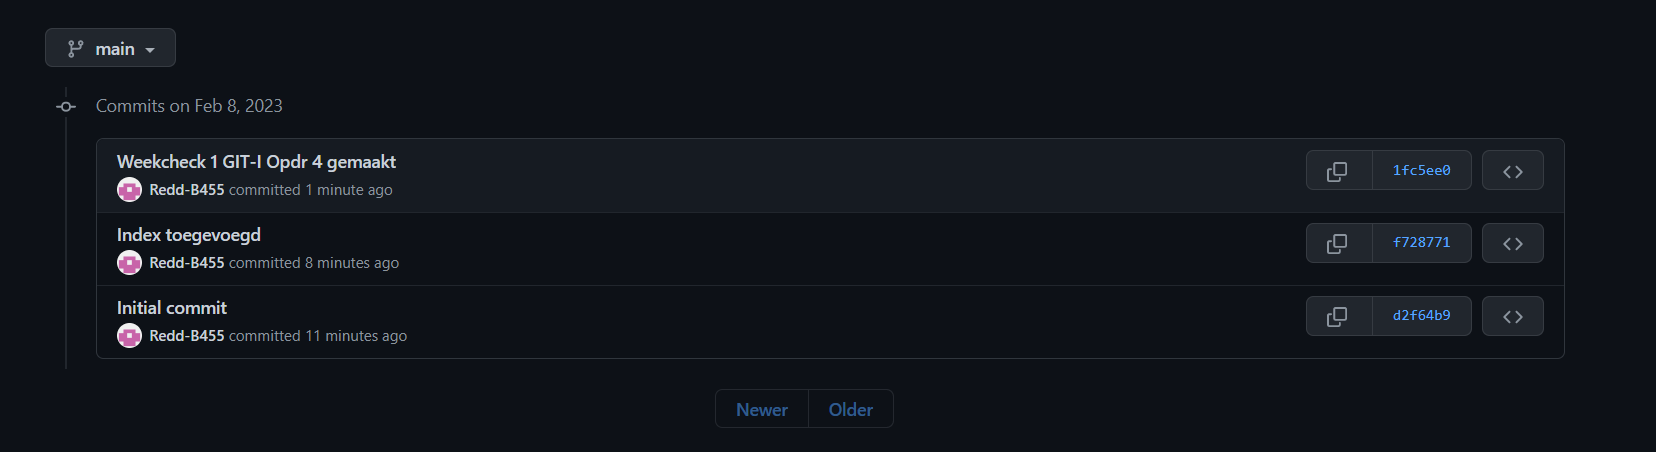 main
Commits on Feb 8, 2023
Weekcheck 1 GIT-I Opdr 4 gemaakt
Redd-B455 committed 1 minute ago
1fc5ee0
Index toegevoegd
Redd-B455 committed 8 minutes ago
f728771
Initial commit
Redd-B455 committed 11 minutes ago
d2f64b9
Newer Older